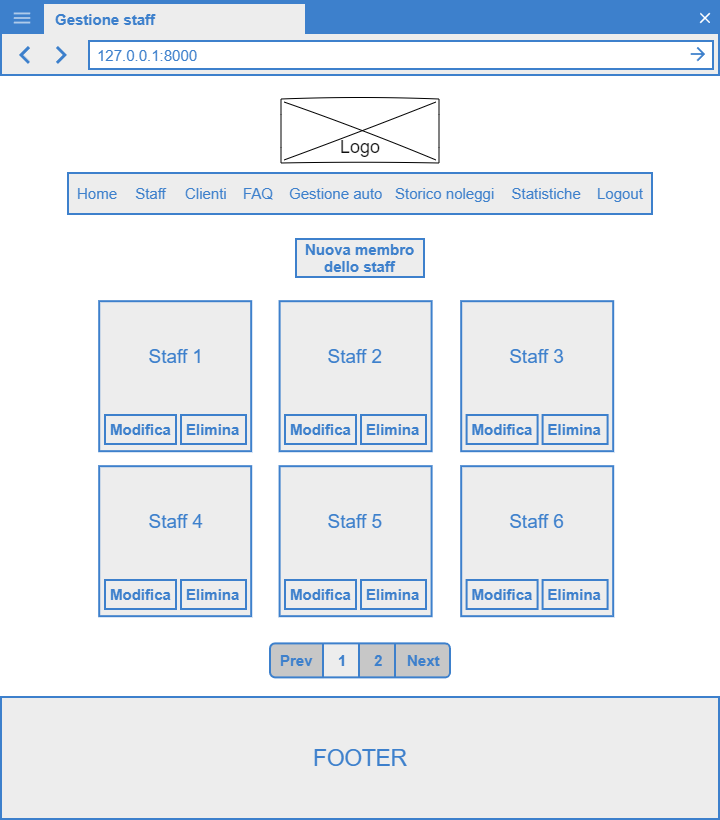 Gestione staff
127.0.0.1:8000
Logo
Home Staff Clienti FAQ Gestione auto Storico noleggi Statistiche Logout
Nuova membro
dello staff
Staff 1 Staff 2 Staff 3
Modifica Elimina Modifica Elimina Modifica Elimina
Staff 4 Staff 5 Staff 6
Modifica Elimina Modifica Elimina Modifica Elimina
Prev 1 2 Next
FOOTER